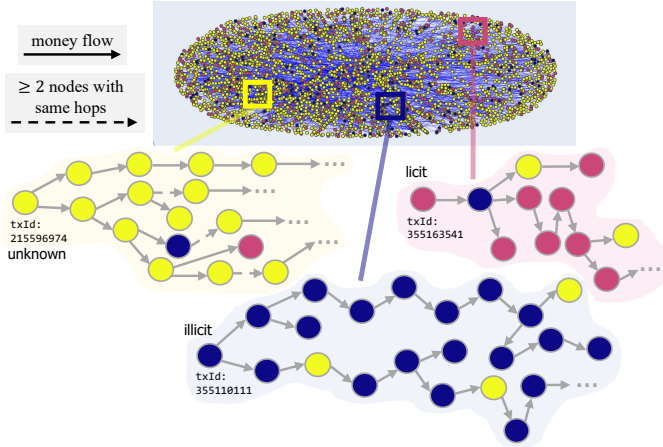 money flow
≥ 2 nodes with
same hops
txId:
215596974
unknown
licit
txId:
355163541
illicit
txId:
355110111